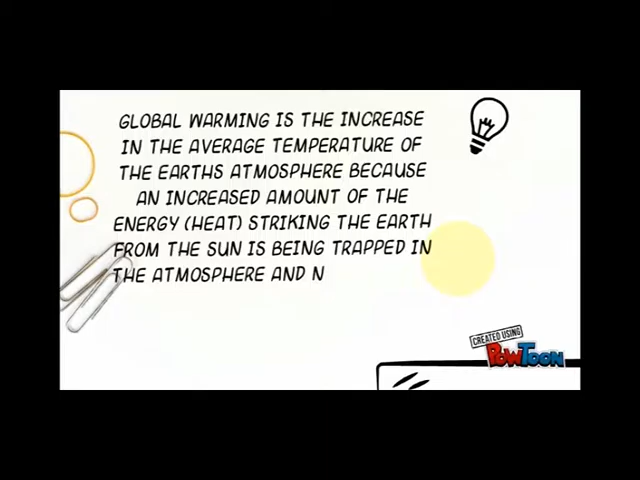 GLOBAL WARMING IS THE INCREASE
IN THE AVERAGE TEMPERATURE OF
THE EARTHS ATMOSPHERE BECAUSE
AN INCREASED AMOUNT OF THE
ENERGY (HEAT) STRIKING THE EARTH
FROM THE SUN IS BEING TRAPPED IN
THE ATMOSPHERE AND N
CREATED USING
POWTOON